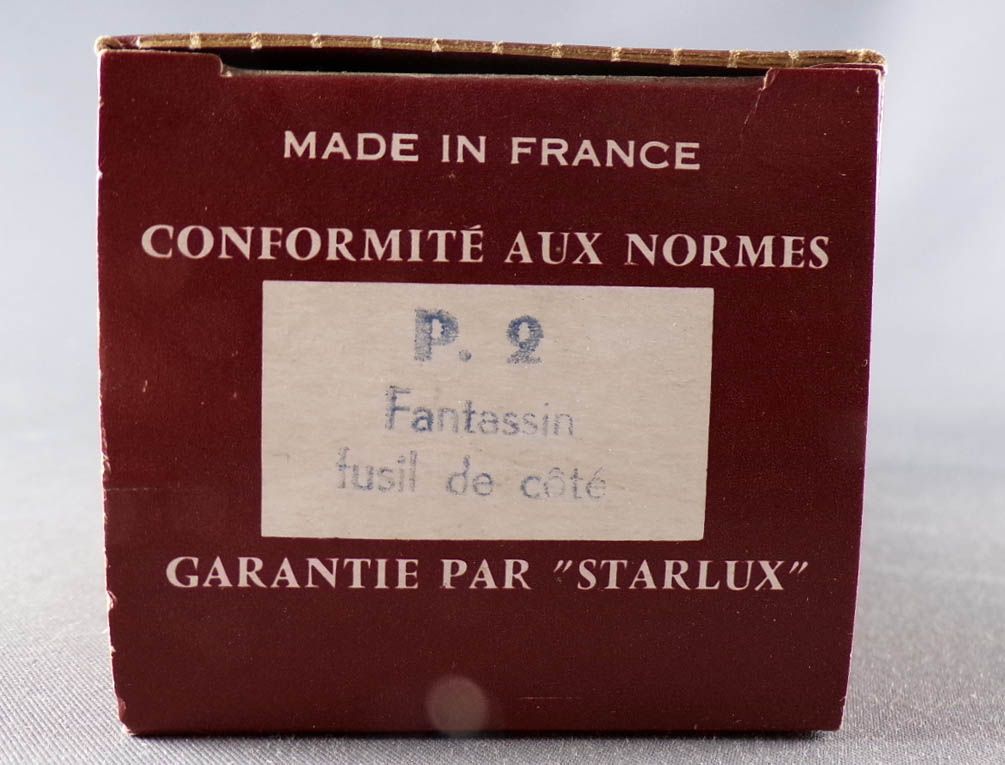 MADE IN FRANCE
CONFORMITÉ AUX NORMES
P. 2
Fantassin
fusil de côté
GARANTIE PAR "STARLUX"